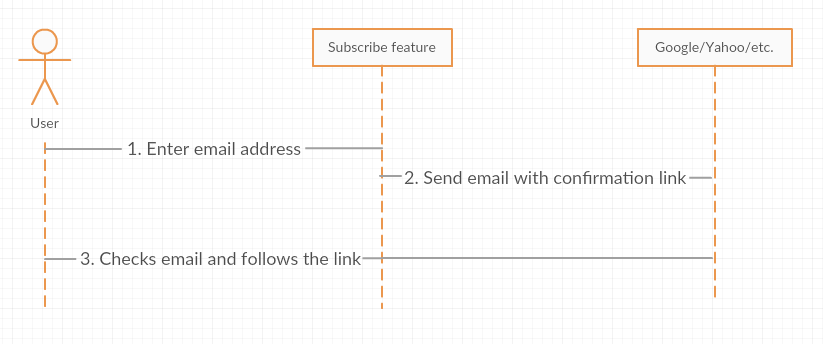 Subscribe feature
Google/Yahoo/etc.
User
1. Enter email address
2. Send email with confirmation link
3. Checks email and follows the link